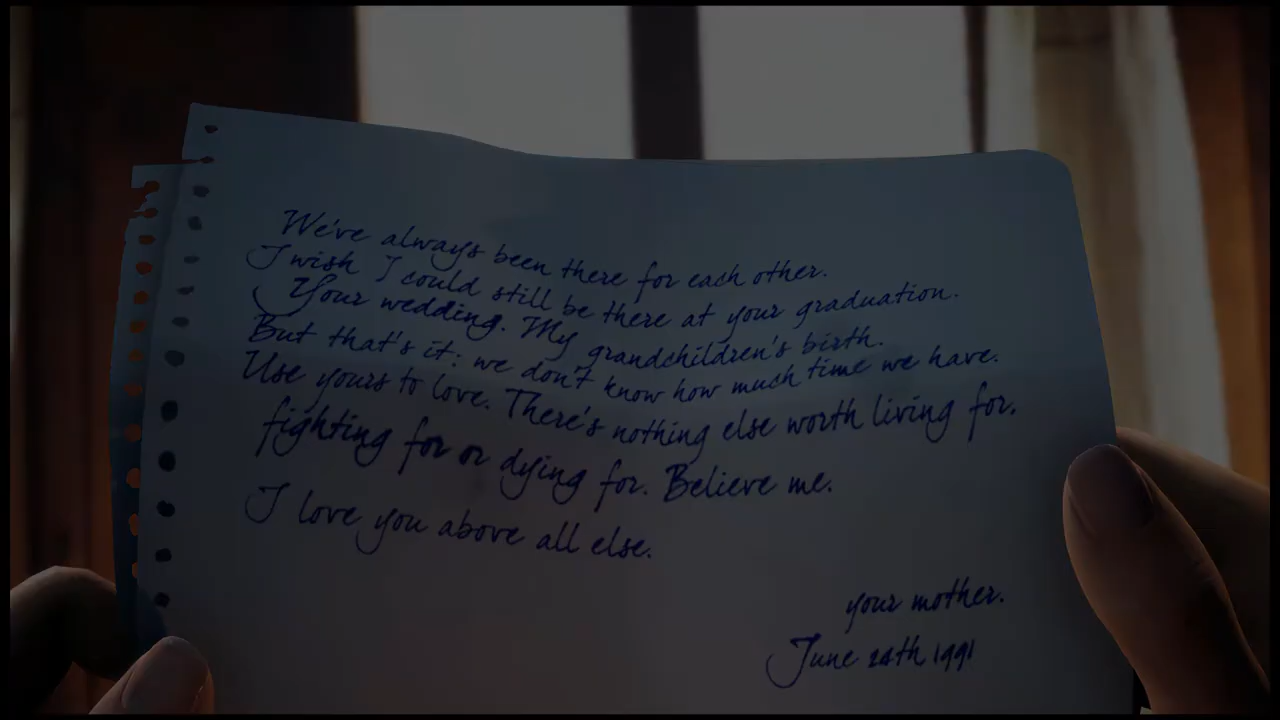 We've always been there for each other.
I wish I could still be there at your graduation.
Your wedding. My grandchildren's birth.
But that's it: we don't know how much time we have.
Use yours to love. There's nothing else worth living for.
fighting for or dying for. Believe me.
I love you above all else.
your mother.
June 24th 1991